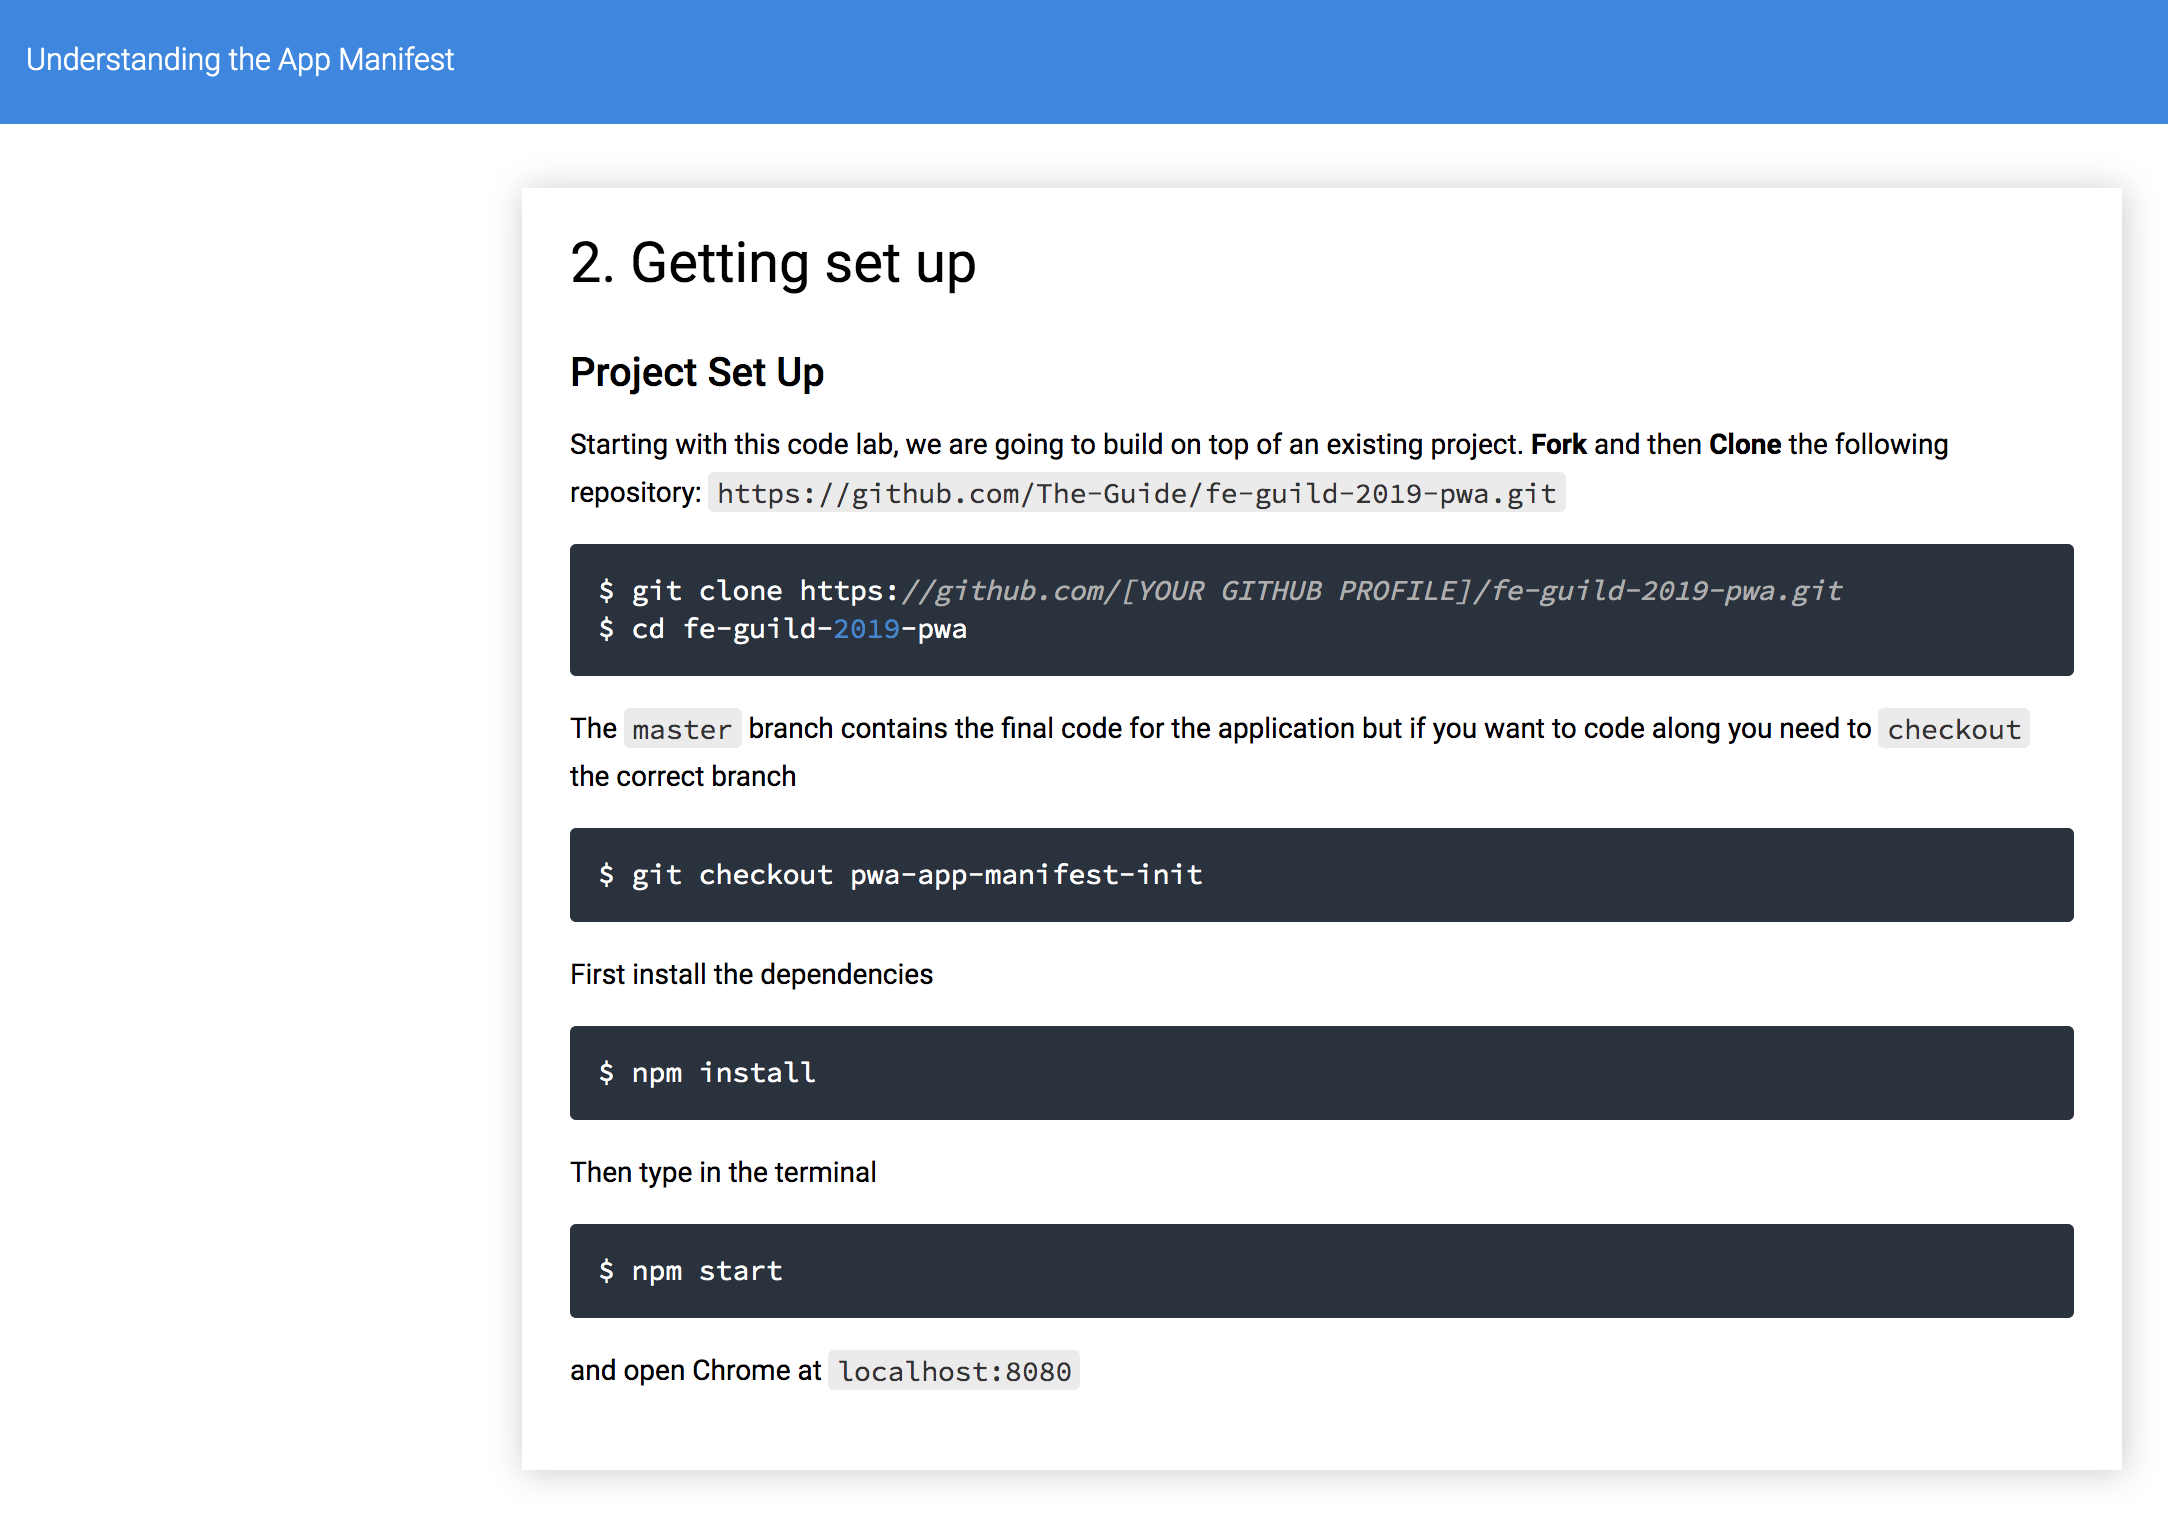 Understanding the App Manifest
2. Getting set up
Project Set Up
Starting with this code lab, we are going to build on top of an existing project. Fork and then Clone the following
repository: https://github.com/The-Guide/fe-guild-2019-pwa.git
$ git clone https://github.com/[YOUR GITHUB PROFILE]/fe-guild-2019-pwa.git
$ cd fe-guild-2019-pwa
The master branch contains the final code for the application but if you want to code along you need to checkout
the correct branch
$ git checkout pwa-app-manifest-init
First install the dependencies
$ npm install
Then type in the terminal
$ npm start
and open Chrome at localhost:8080